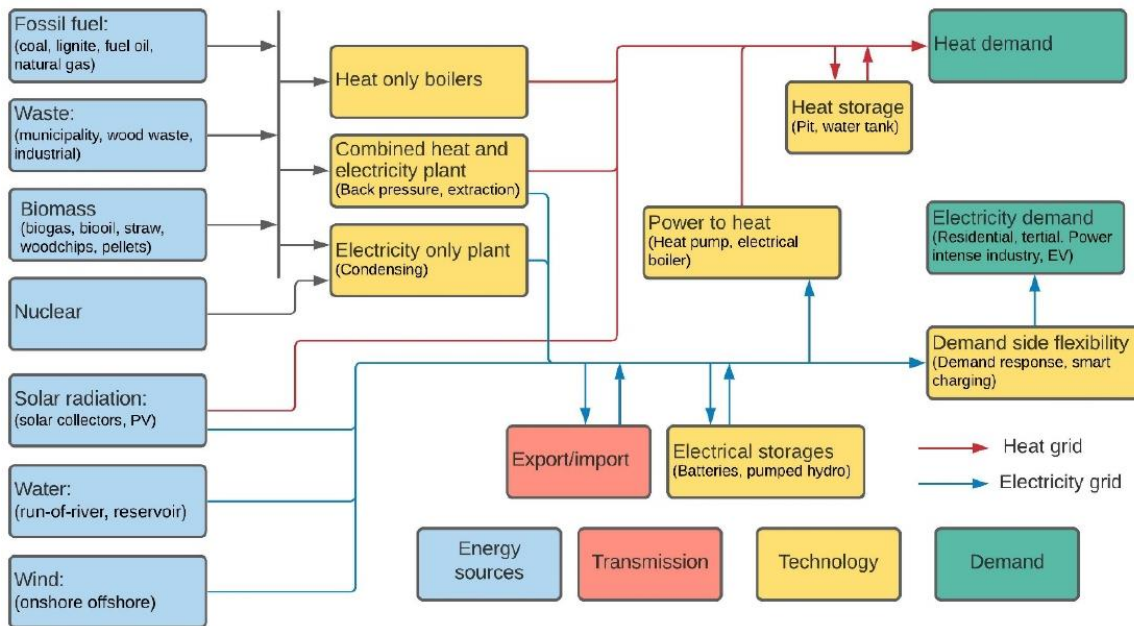 Fossil fuel:
(coal, lignite, fuel oil,
natural gas)
Waste:
(municipality, wood waste,
industrial)
Biomass
(biogas, biooil, straw,
woodchips, pellets)
Nuclear
Solar radiation:
(solar collectors, PV)
Water:
(run-of-river, reservoir)
Wind:
(onshore offshore)
Heat only boilers
Combined heat and
electricity plant
(Back pressure, extraction)
Electricity only plant
(Condensing)
Heat demand
Heat storage
(Pit, water tank)
Power to heat
(Heat pump, electrical
boiler)
Electricity demand
(Residential, tertial. Power
intense industry, EV)
Demand side flexibility
(Demand response, smart
charging)
Export/import
Electrical storages
(Batteries, pumped hydro)
Heat grid
Electricity grid
Energy
sources
Transmission
Technology
Demand